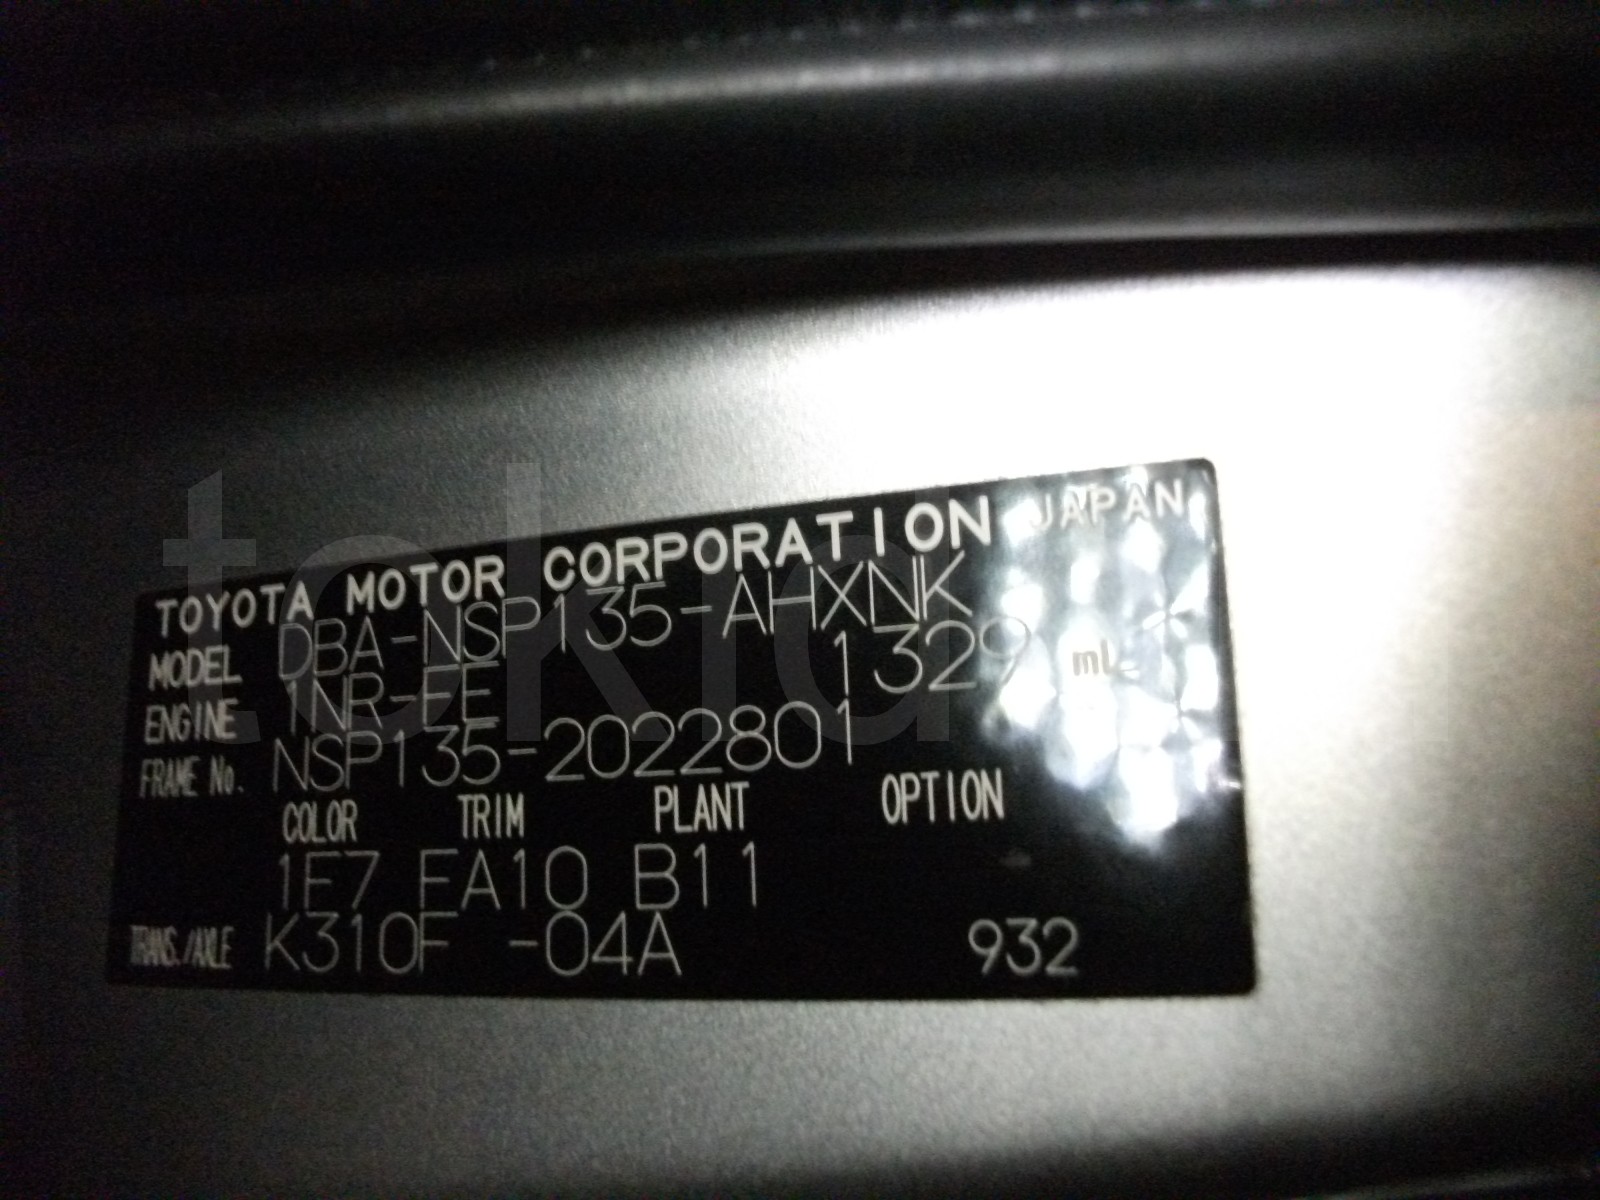 TOYOTA MOTOR CORPORATION JAPAN
MODEL DBA-NSP135-AHXNK
ENGINE 1NR-FE 1329 mL
FRAME No. NSP135-2022801
COLOR TRIM PLANT OPTION
1F7 FA10 B11
TRANS./AXLE K310F -04A 932